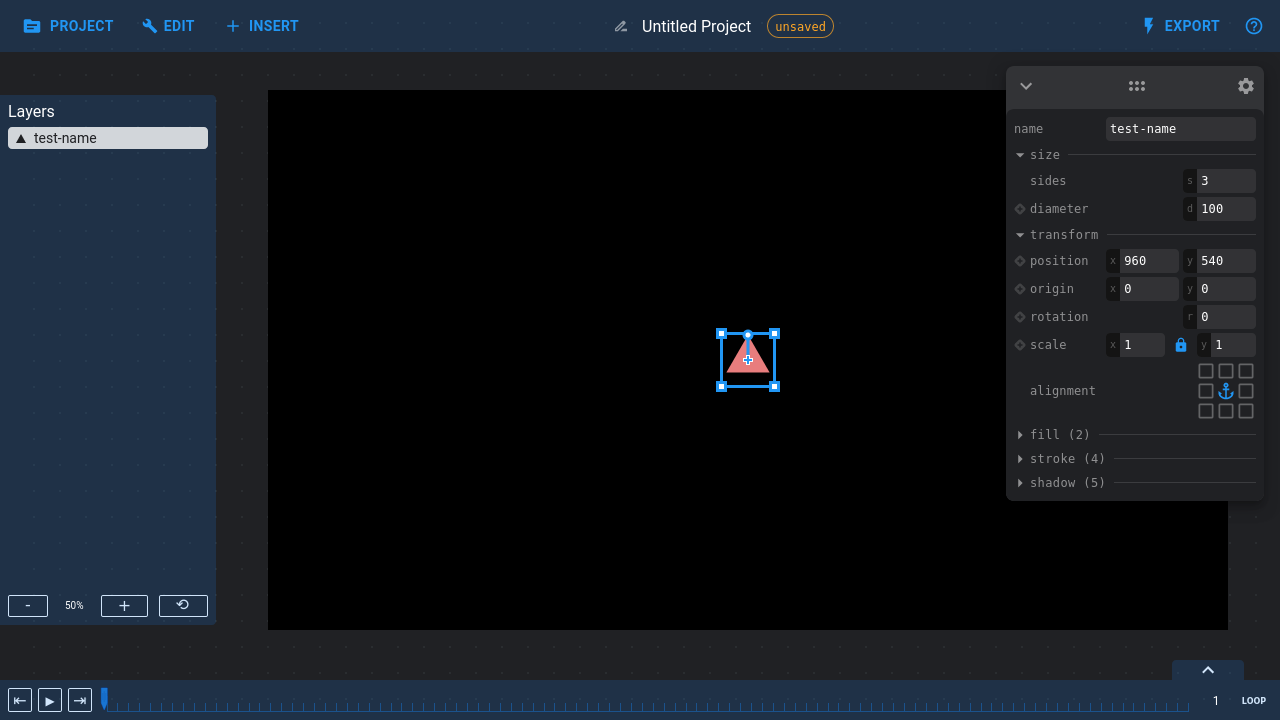 PROJECT EDIT INSERT Untitled Project unsaved EXPORT
Layers
test-name
- 50% +
name test-name
size
sides s 3
diameter d 100
transform
position x 960 y 540
origin x 0 y 0
rotation r 0
scale x 1 y 1
alignment
fill (2)
stroke (4)
shadow (5)
1 LOOP